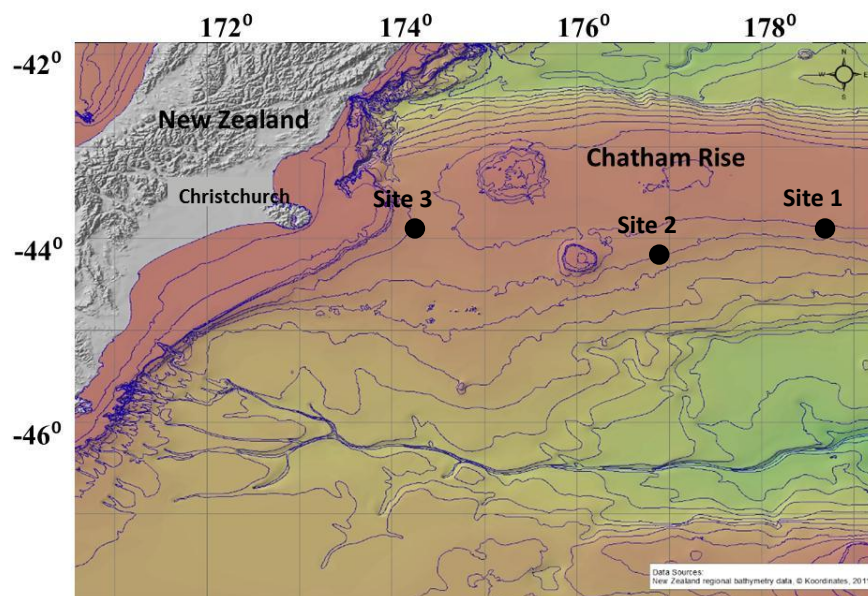 172⁰ 174⁰ 176⁰ 178⁰
-42⁰
N
W E
S
New Zealand
Chatham Rise
Christchurch
Site 3
Site 1
Site 2
-44⁰
-46⁰
Data Sources:
New Zealand regional bathymetry data, © Koordinates, 201